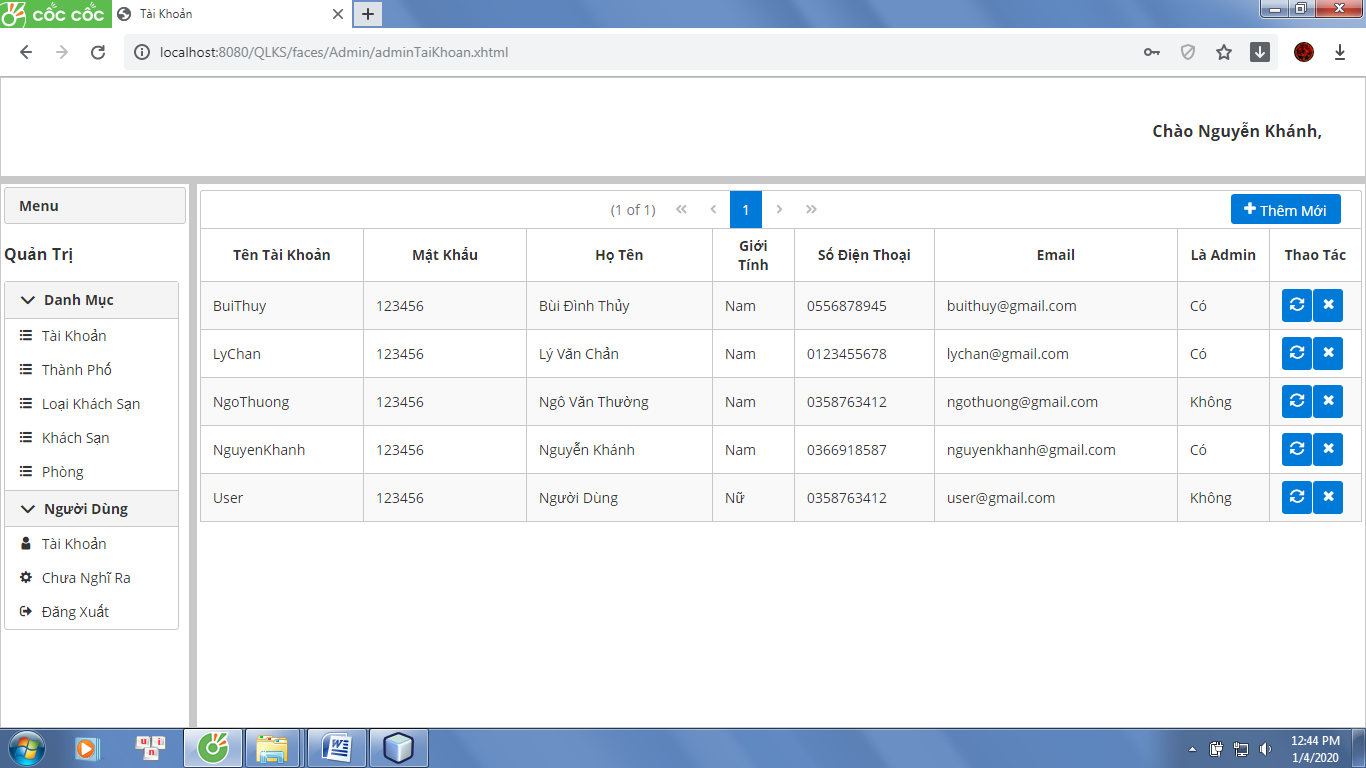 cốc cốc Tài Khoản
localhost:8080/QLKS/faces/Admin/adminTaiKhoan.xhtml
Chào Nguyễn Khánh,
Menu
Quản Trị
Danh Mục
Tài Khoản
Thành Phố
Loại Khách Sạn
Khách Sạn
Phòng
Người Dùng
Tài Khoản
Chưa Nghĩ Ra
Đăng Xuất
(1 of 1) 1 Thêm Mới
Tên Tài Khoản Mật Khẩu Họ Tên Giới Tính Số Điện Thoại Email Là Admin Thao Tác
BuiThuy 123456 Bùi Đình Thủy Nam 0556878945 buithuy@gmail.com Có
LyChan 123456 Lý Văn Chản Nam 0123455678 lychan@gmail.com Có
NgoThuong 123456 Ngô Văn Thường Nam 0358763412 ngothuong@gmail.com Không
NguyenKhanh 123456 Nguyễn Khánh Nam 0366918587 nguyenkhanh@gmail.com Có
User 123456 Người Dùng Nữ 0358763412 user@gmail.com Không
u n i n
12:44 PM
1/4/2020